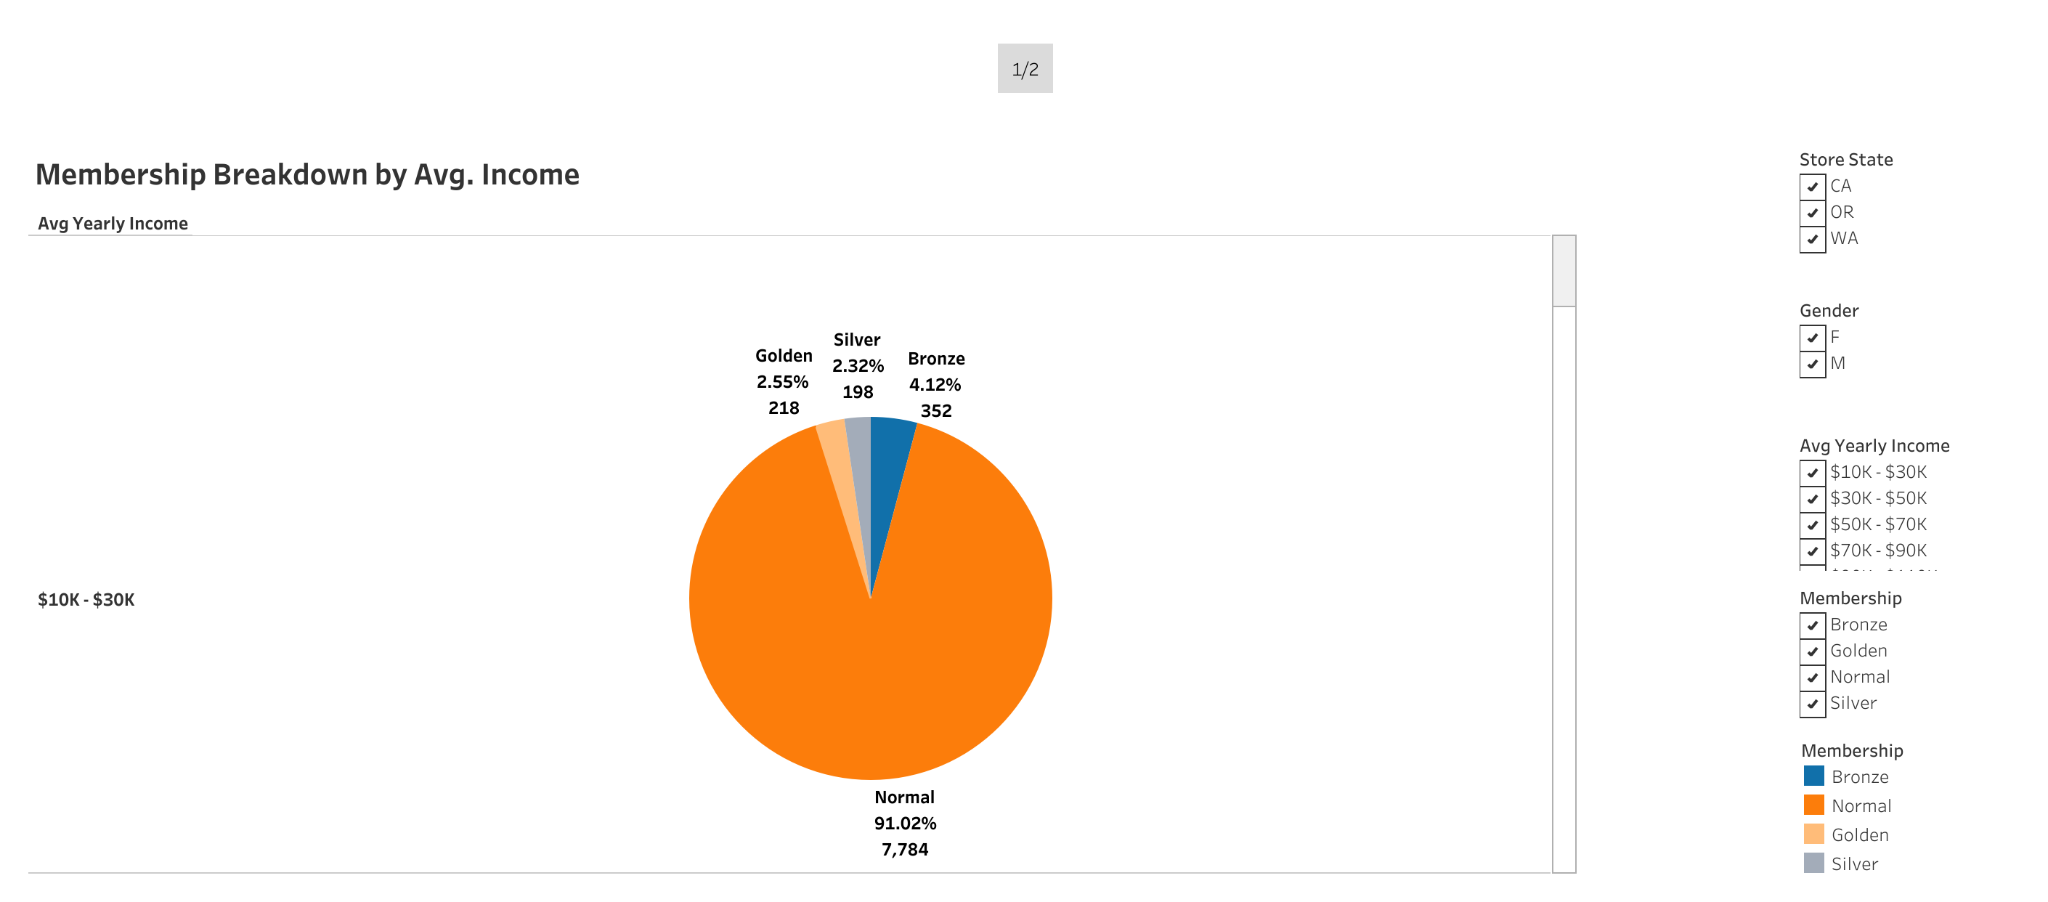 1/2
Membership Breakdown by Avg. Income
Avg Yearly Income
$10K - $30K
Golden
2.55%
218
Silver
2.32%
198
Bronze
4.12%
352
Normal
91.02%
7,784
Store State
CA
OR
WA
Gender
F
M
Avg Yearly Income
$10K - $30K
$30K - $50K
$50K - $70K
$70K - $90K
Membership
Bronze
Golden
Normal
Silver
Membership
Bronze
Normal
Golden
Silver